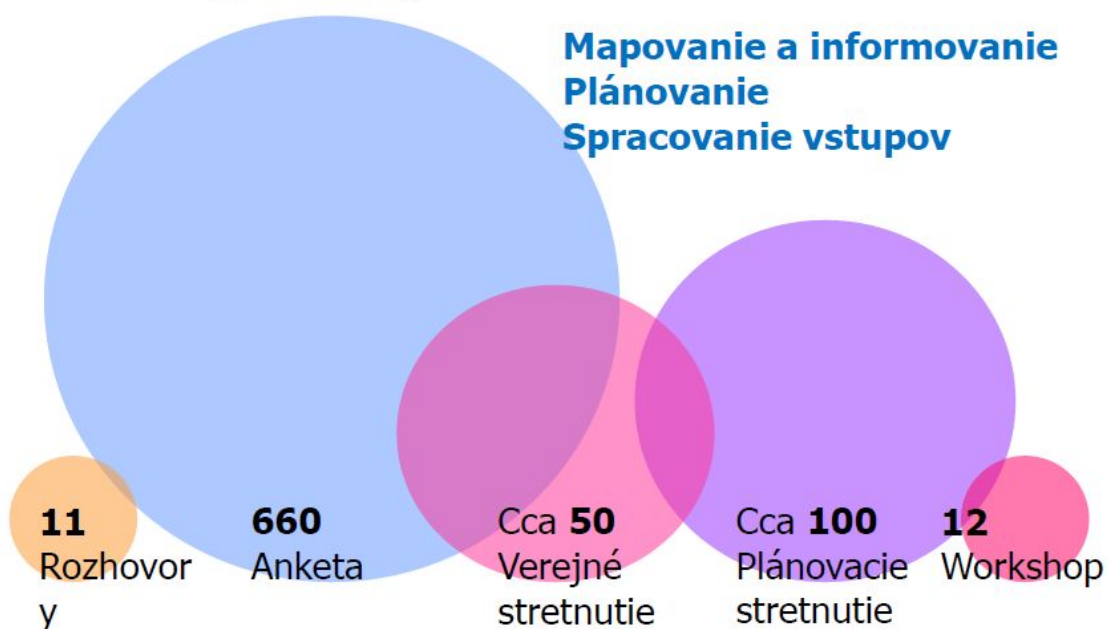 Mapovanie a informovanie
Plánovanie
Spracovanie vstupov
11
Rozhovor
y
660
Anketa
Cca 50
Verejné
stretnutie
Cca 100
Plánovacie
stretnutie
12
Workshop